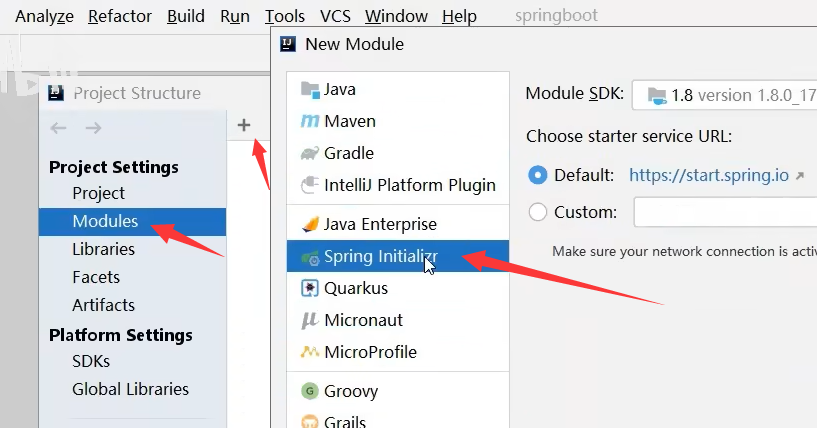 Analyze Refactor Build Run Tools VCS Window Help springboot
New Module
Project Structure
Project Settings
Project
Modules
Libraries
Facets
Artifacts
Platform Settings
SDKs
Global Libraries
Java
Maven
Gradle
IntelliJ Platform Plugin
Java Enterprise
Spring Initializr
Quarkus
Micronaut
MicroProfile
Groovy
Grails
Module SDK: 1.8 version 1.8.0_17
Choose starter service URL:
Default: https://start.spring.io
Custom:
Make sure your network connection is activ